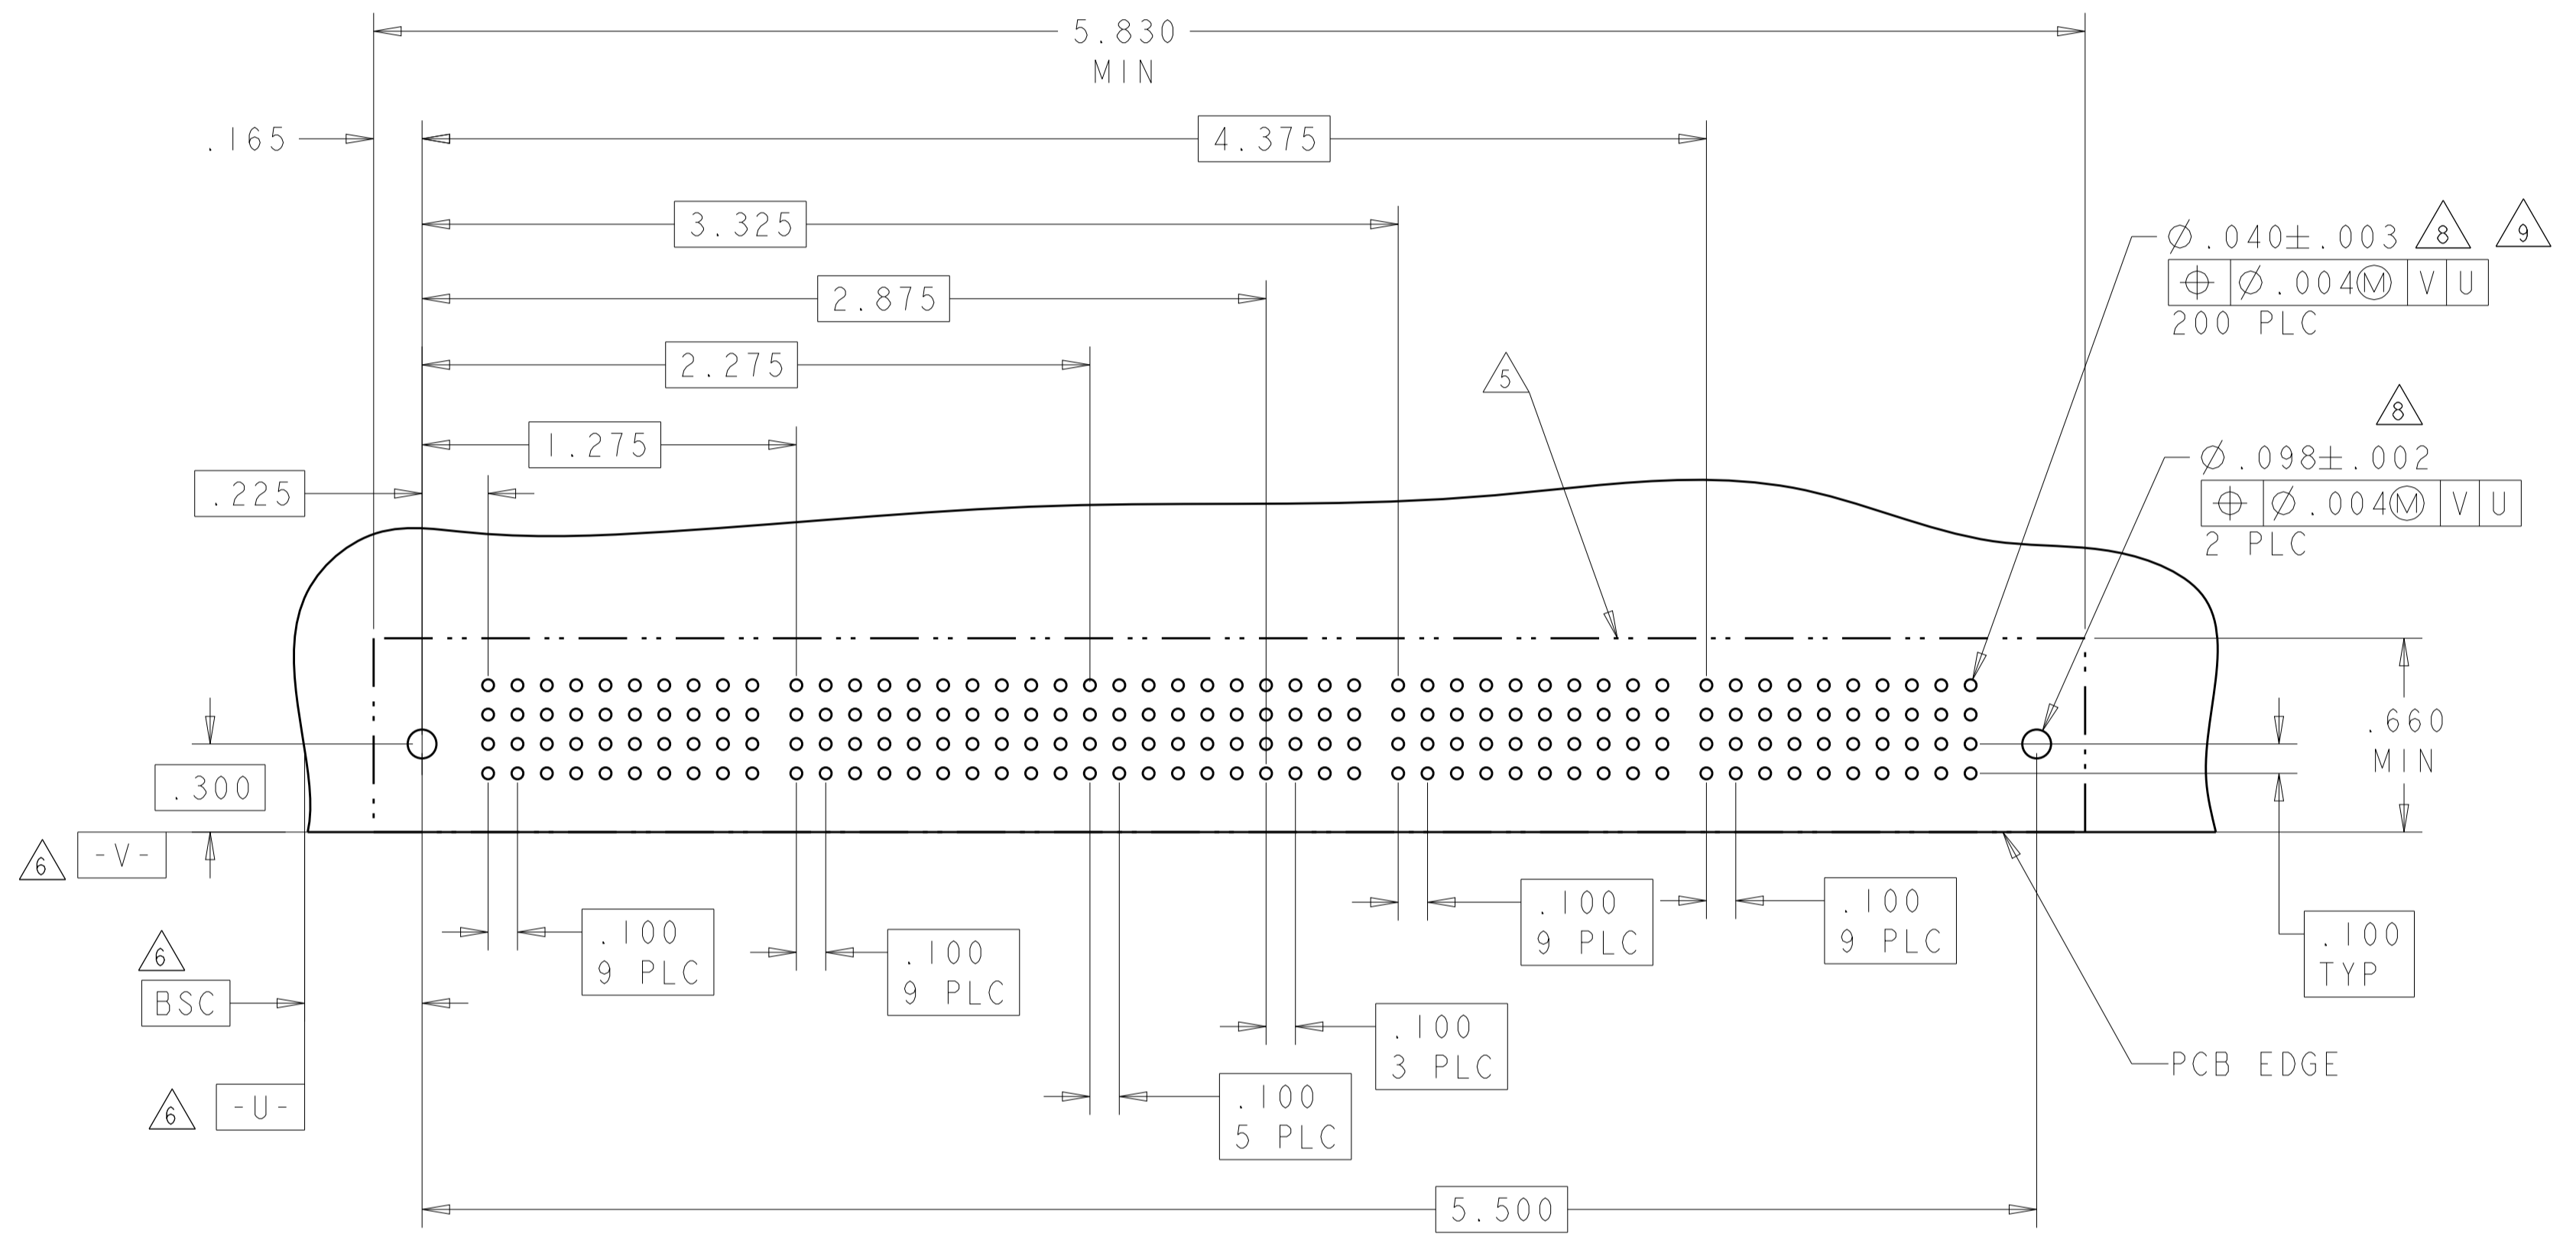 5.830
MIN
.165
4.375
3.325
8
9
Ø.040±.003
⌖ Ø.004Ⓜ V U
200 PLC
2.875
2.275
5
8
1.275
Ø.098±.002
⌖ Ø.004Ⓜ V U
2 PLC
.225
.660
MIN
.300
6
-V-
.100
9 PLC
.100
9 PLC
.100
9 PLC
.100
9 PLC
.100
TYP
6
BSC
.100
3 PLC
PCB EDGE
6
-U-
.100
5 PLC
5.500